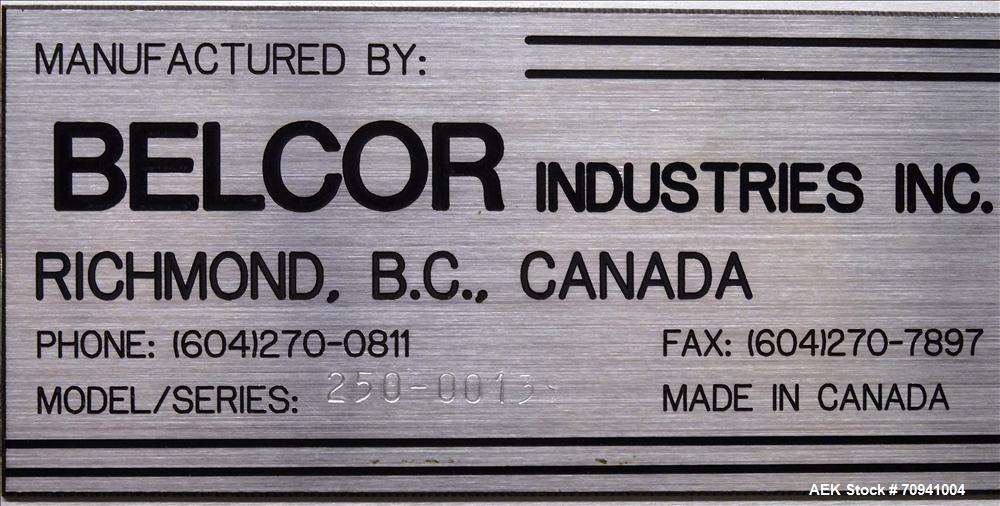 MANUFACTURED BY:
BELCOR INDUSTRIES INC.
RICHMOND, B.C., CANADA
PHONE: (604)270-0811 FAX: (604)270-7897
MODEL/SERIES: 250-0013 MADE IN CANADA
AEK Stock # 70941004